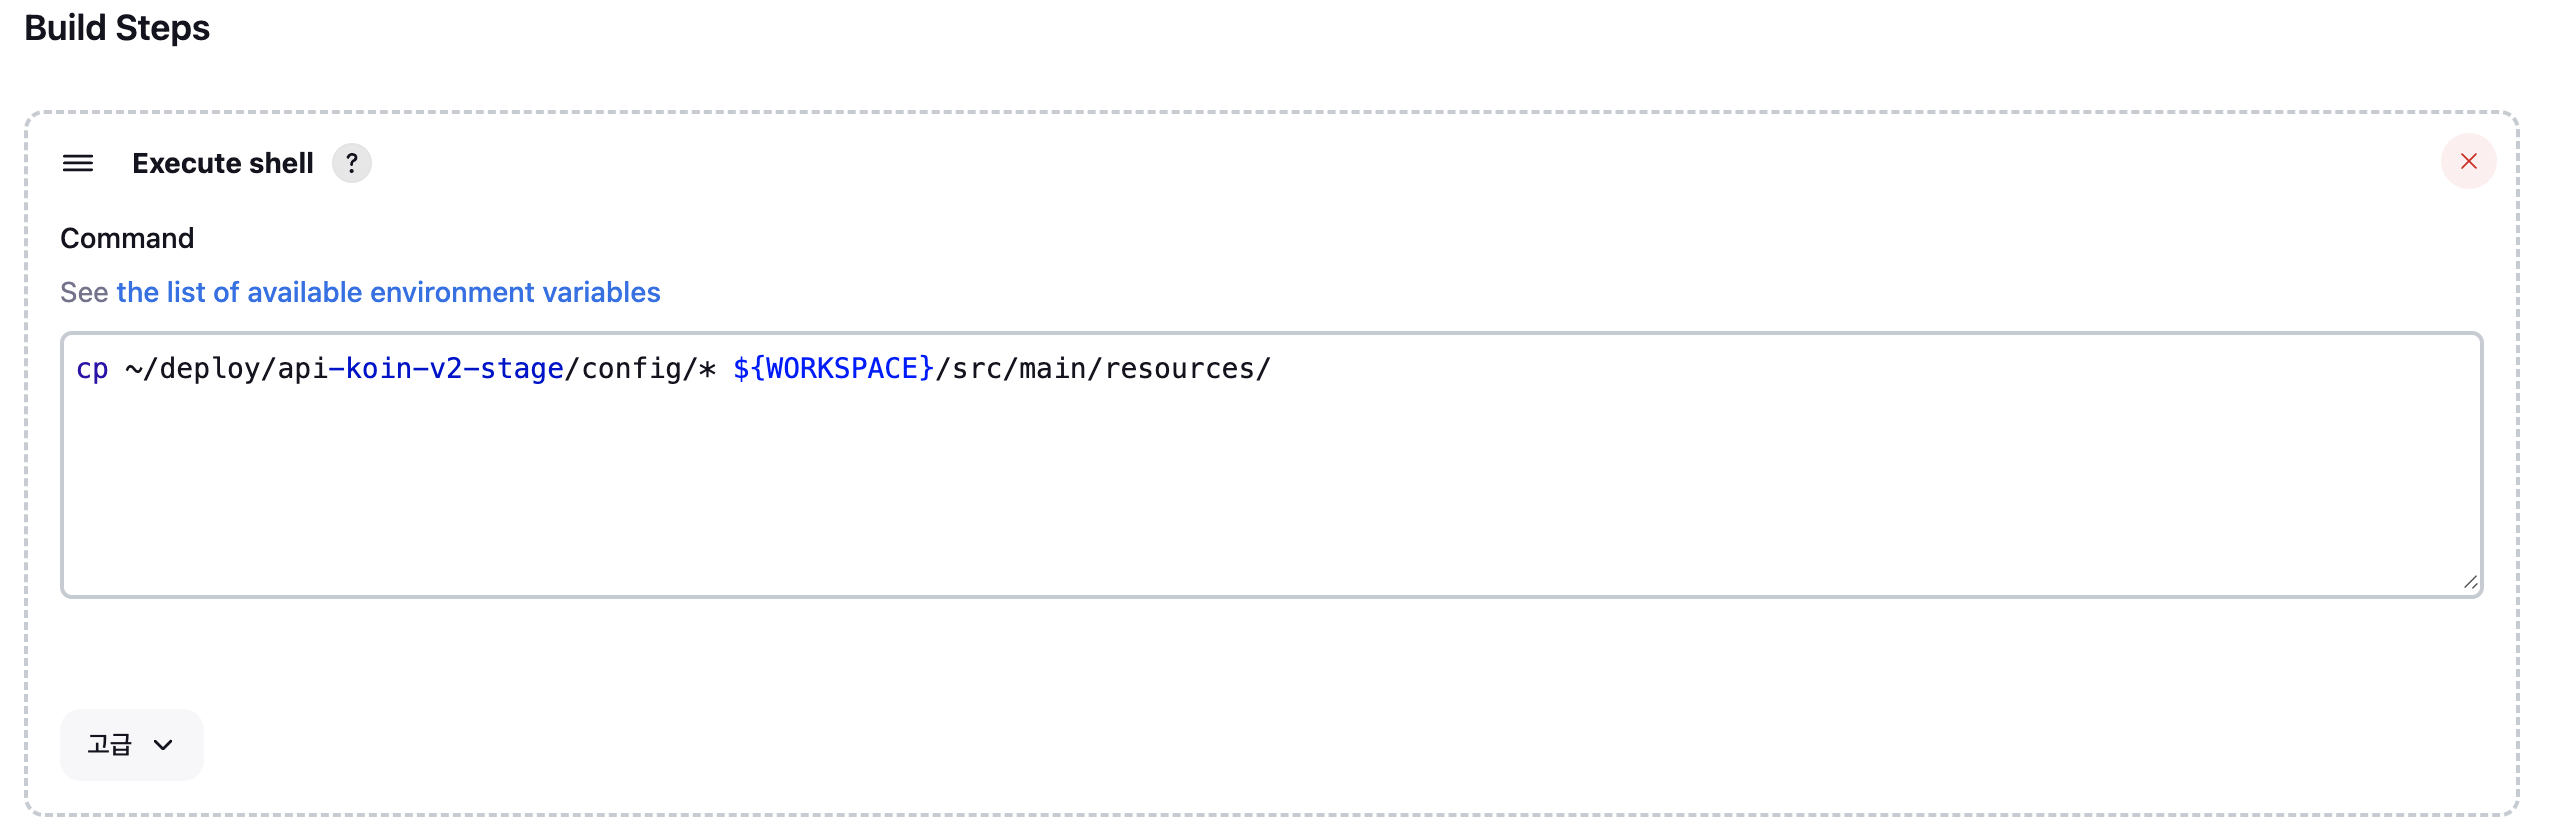 Build Steps
Execute shell ?
Command
See the list of available environment variables
cp ~/deploy/api-koin-v2-stage/config/* ${WORKSPACE}/src/main/resources/
고급